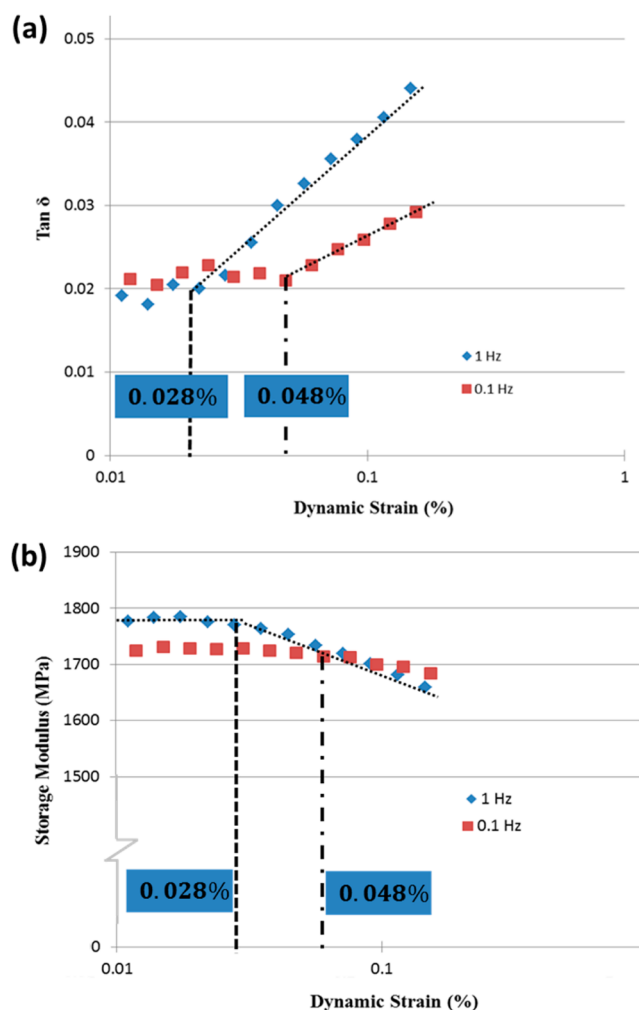 (a)
0.05
0.04
0.03
0.02
0.01
0
Tan δ
1 Hz
0.1 Hz
0.028%
0.048%
0.01
0.1
1
Dynamic Strain (%)
(b)
1900
1800
1700
1600
1500
0
Storage Modulus (MPa)
1 Hz
0.1 Hz
0.028%
0.048%
0.01
0.1
Dynamic Strain (%)